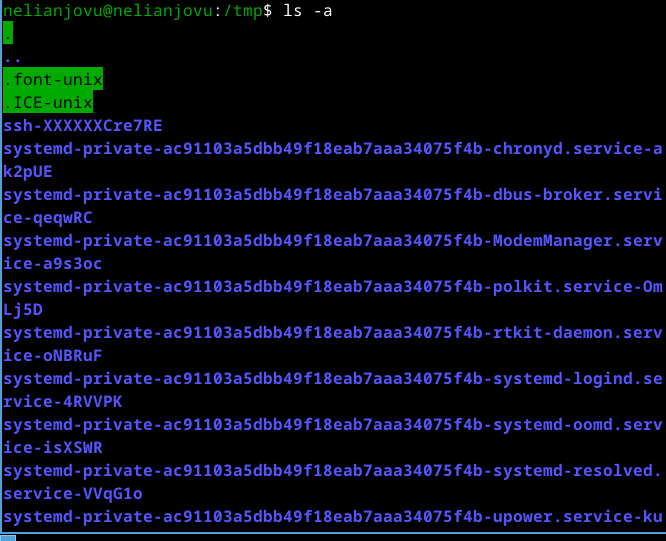 nelianjovu@nelianjovu:/tmp$ ls -a
.
..
.font-unix
.ICE-unix
ssh-XXXXXXCre7RE
systemd-private-ac91103a5dbb49f18eab7aaa34075f4b-chronyd.service-a
k2pUE
systemd-private-ac91103a5dbb49f18eab7aaa34075f4b-dbus-broker.servi
ce-qeqwRC
systemd-private-ac91103a5dbb49f18eab7aaa34075f4b-ModemManager.serv
ice-a9s3oc
systemd-private-ac91103a5dbb49f18eab7aaa34075f4b-polkit.service-Om
Lj5D
systemd-private-ac91103a5dbb49f18eab7aaa34075f4b-rtkit-daemon.serv
ice-oNBRuF
systemd-private-ac91103a5dbb49f18eab7aaa34075f4b-systemd-logind.se
rvice-4RVVPK
systemd-private-ac91103a5dbb49f18eab7aaa34075f4b-systemd-oomd.serv
ice-isXSWR
systemd-private-ac91103a5dbb49f18eab7aaa34075f4b-systemd-resolved.
service-VVqG1o
systemd-private-ac91103a5dbb49f18eab7aaa34075f4b-upower.service-ku